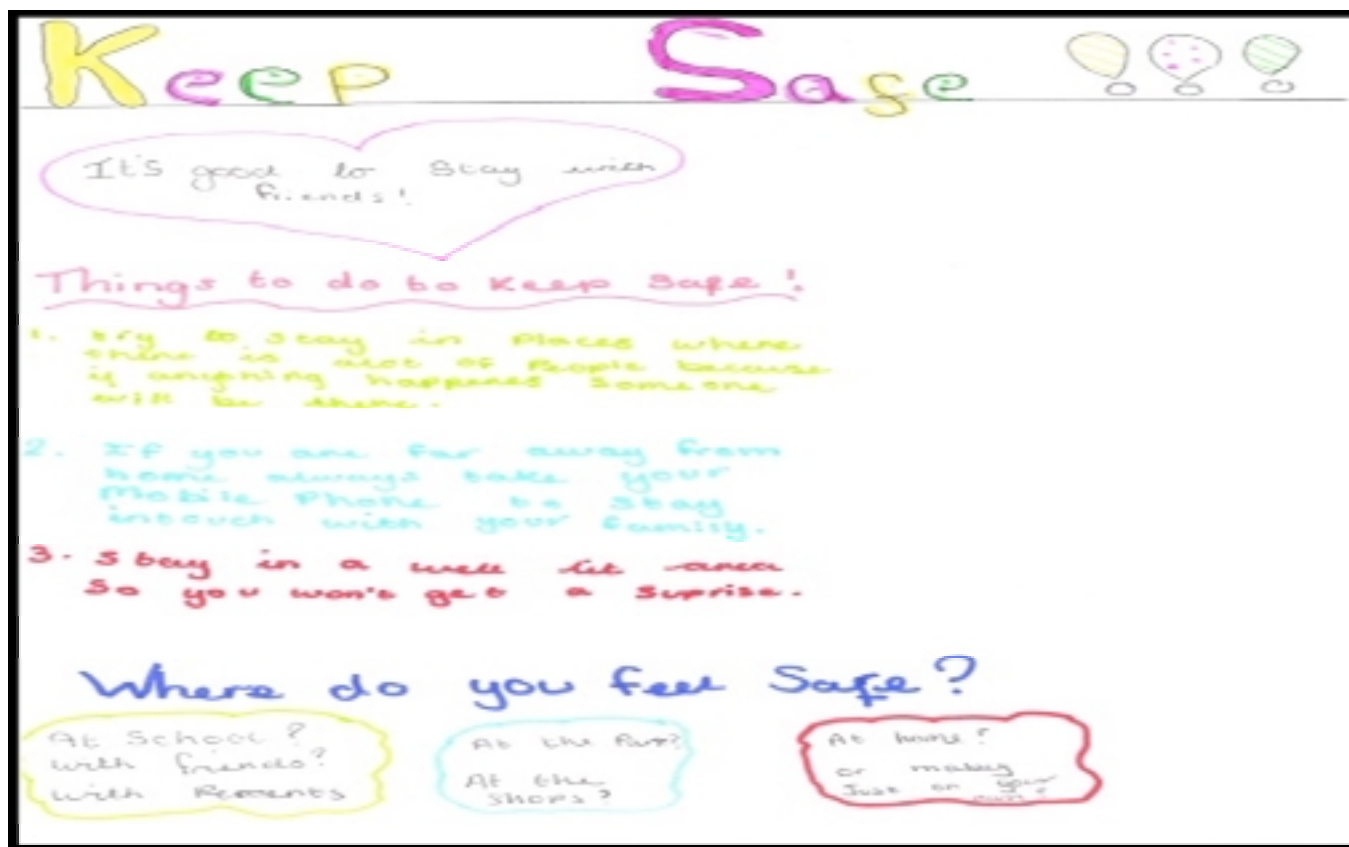 Keep Safe !!!
It's good to stay with
friends!
Things to do to keep safe!
1. try to stay in places where
there is alot of people because
if anything happenes someone
will be there.
2. If you are far away from
home always take your
Mobile Phone to stay
intouch with your family.
3. Stay in a well lit area
So you won't get a suprise.
Where do you feel Safe?
At School?
with friends?
with
At the
At the
Shops?
At home?
or
Just on your
own?